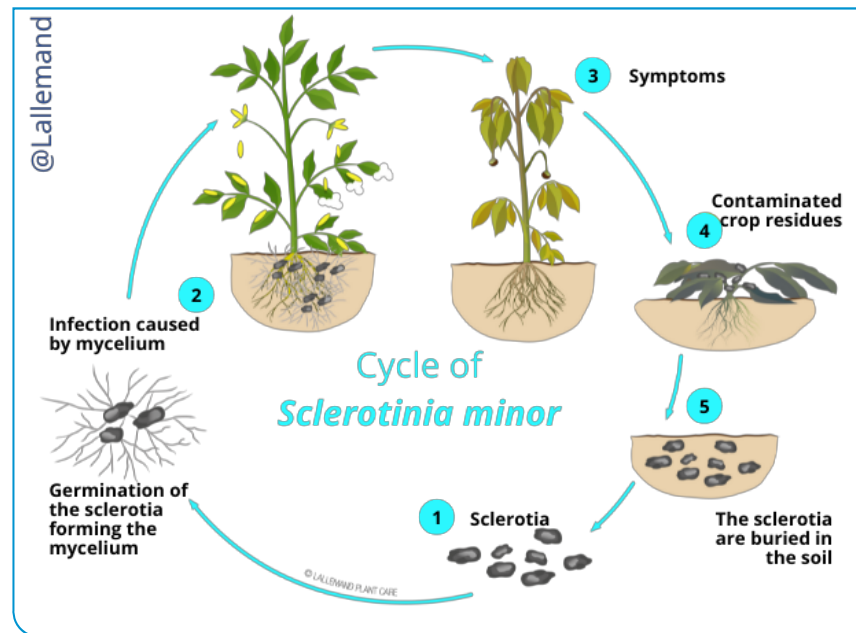 @Lallemand
3 Symptoms
Contaminated
4 crop residues
2
Infection caused
by mycelium
Cycle of
Sclerotinia minor
5
Germination of
the sclerotia
forming the
mycelium
1 Sclerotia
The sclerotia
are buried in
the soil
© LALLEMAND PLANT CARE